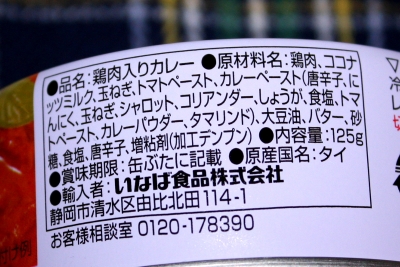 ●品名：鶏肉入りカレー ●原材料名：鶏肉、ココナ
ッツミルク、玉ねぎ、トマトペースト、カレーペースト(唐辛子、に
んにく、玉ねぎ、シャロット、コリアンダー、しょうが、食塩、トマ
トペースト、カレーパウダー、タマリンド)、大豆油、バター、砂
糖、食塩、唐辛子、増粘剤(加工デンプン) ●内容量：125g
●賞味期限：缶ぶたに記載 ●原産国名：タイ
●輸入者：いなば食品株式会社
静岡市清水区由比北田114-1
お客様相談室 0120-178390